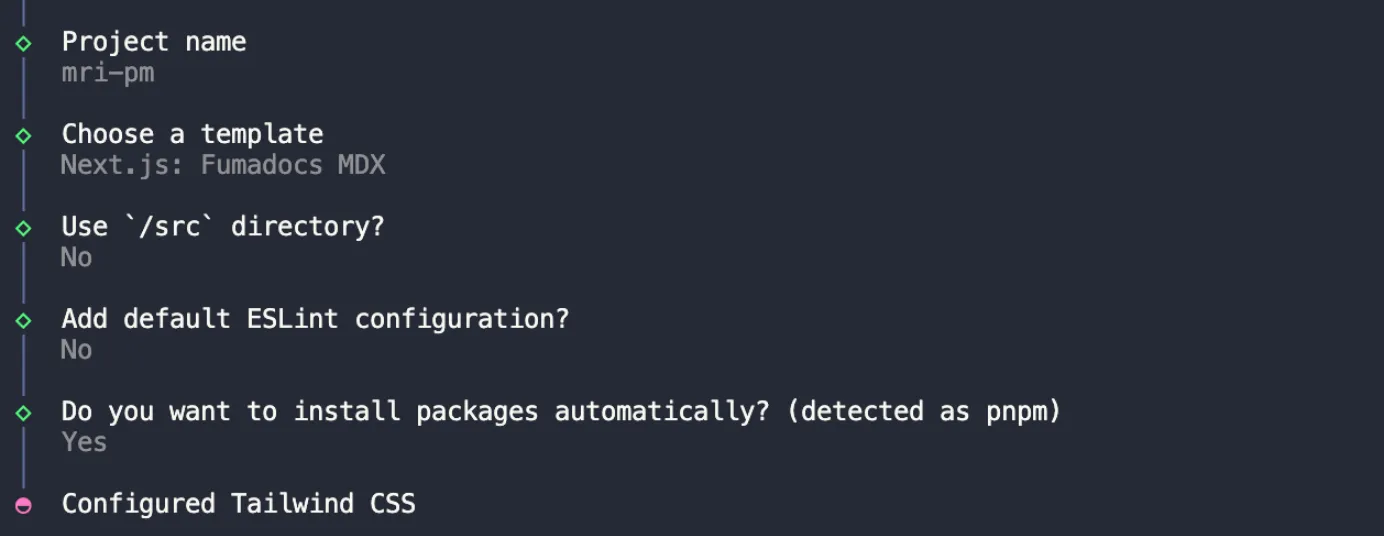 Project name
mri-pm
Choose a template
Next.js: Fumadocs MDX
Use `/src` directory?
No
Add default ESLint configuration?
No
Do you want to install packages automatically? (detected as pnpm)
Yes
Configured Tailwind CSS